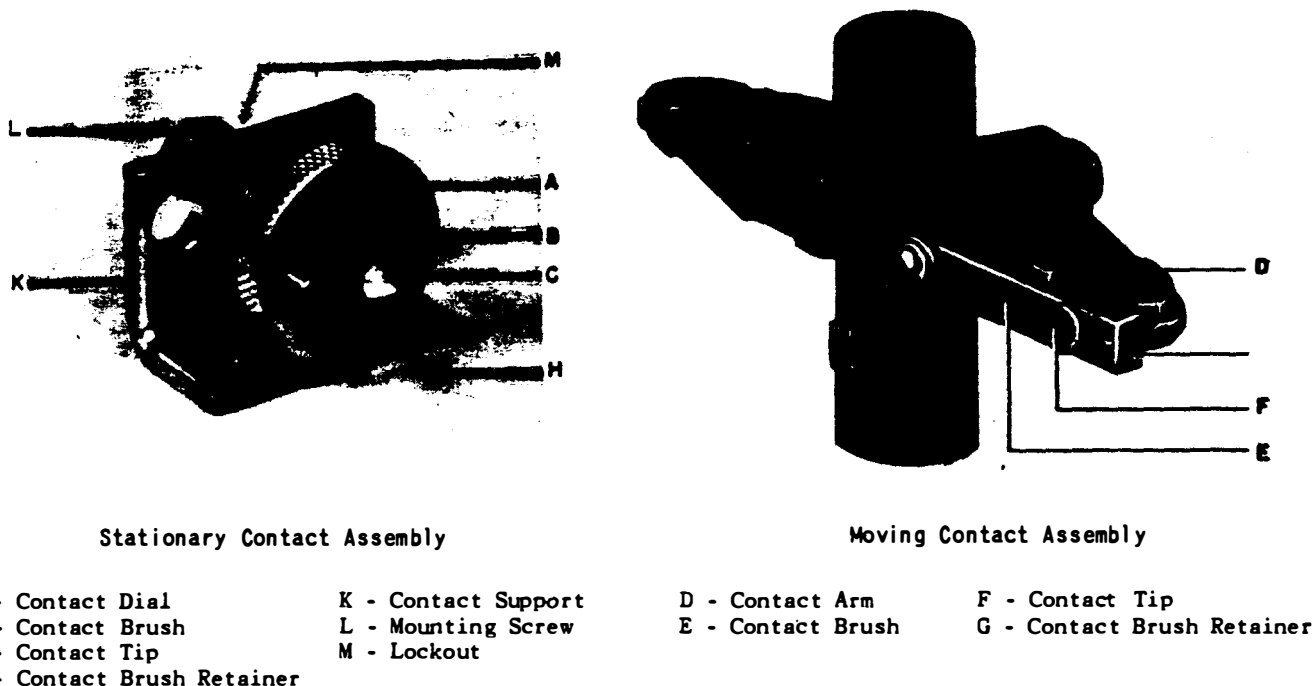 M
L
A
B
K
C
H
D
F
E
Stationary Contact Assembly
Moving Contact Assembly
- Contact Dial
- Contact Brush
- Contact Tip
- Contact Brush Retainer
K - Contact Support
L - Mounting Screw
M - Lockout
D - Contact Arm
E - Contact Brush
F - Contact Tip
G - Contact Brush Retainer